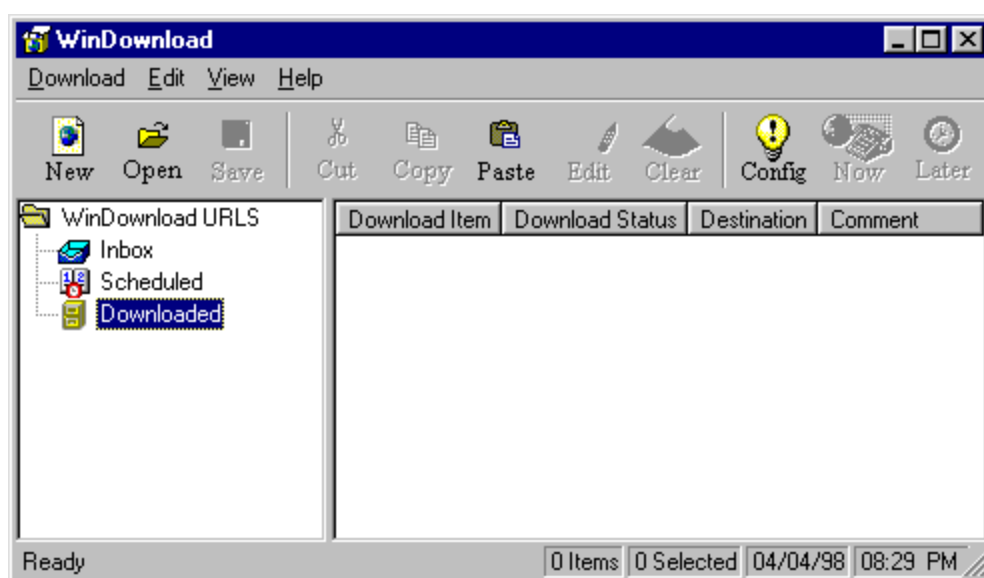 WinDownload
Download Edit View Help
New Open Save Cut Copy Paste Edit Clear Config Now Later
WinDownload URLS
Inbox
Scheduled
Downloaded
Download Item Download Status Destination Comment
Ready 0 Items 0 Selected 04/04/98 08:29 PM